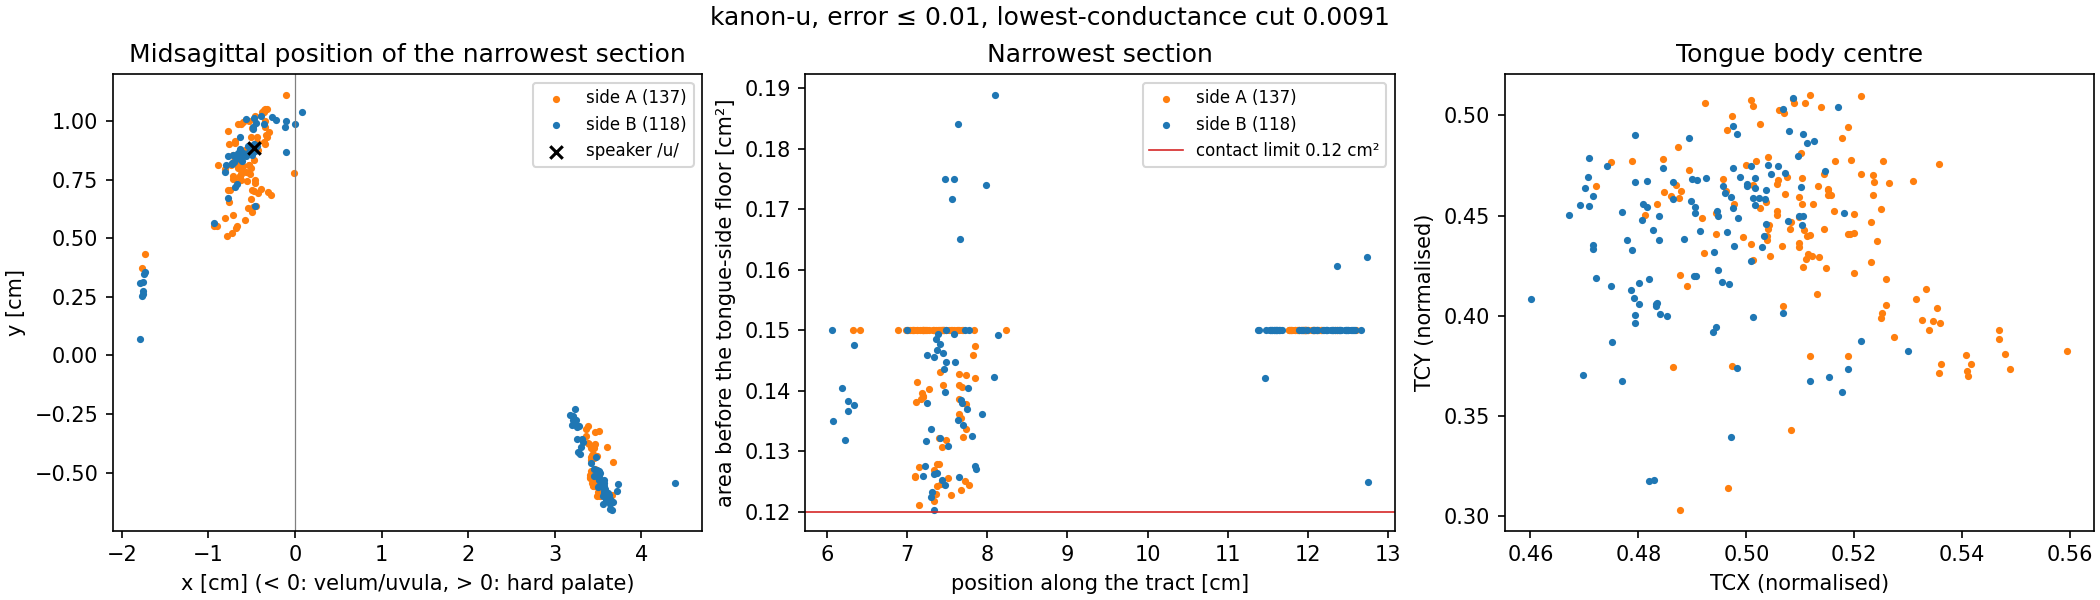 kanon-u, error ≤ 0.01, lowest-conductance cut 0.0091
Midsagittal position of the narrowest section
y [cm]
1.00
0.75
0.50
0.25
0.00
−0.25
−0.50
side A (137)
side B (118)
speaker /u/
−2
−1
0
1
2
3
4
x [cm] (< 0: velum/uvula, > 0: hard palate)
Narrowest section
area before the tongue-side floor [cm²]
0.19
0.18
0.17
0.16
0.15
0.14
0.13
0.12
side A (137)
side B (118)
contact limit 0.12 cm²
6
7
8
9
10
11
12
13
position along the tract [cm]
Tongue body centre
TCY (normalised)
0.50
0.45
0.40
0.35
0.30
0.46
0.48
0.50
0.52
0.54
0.56
TCX (normalised)